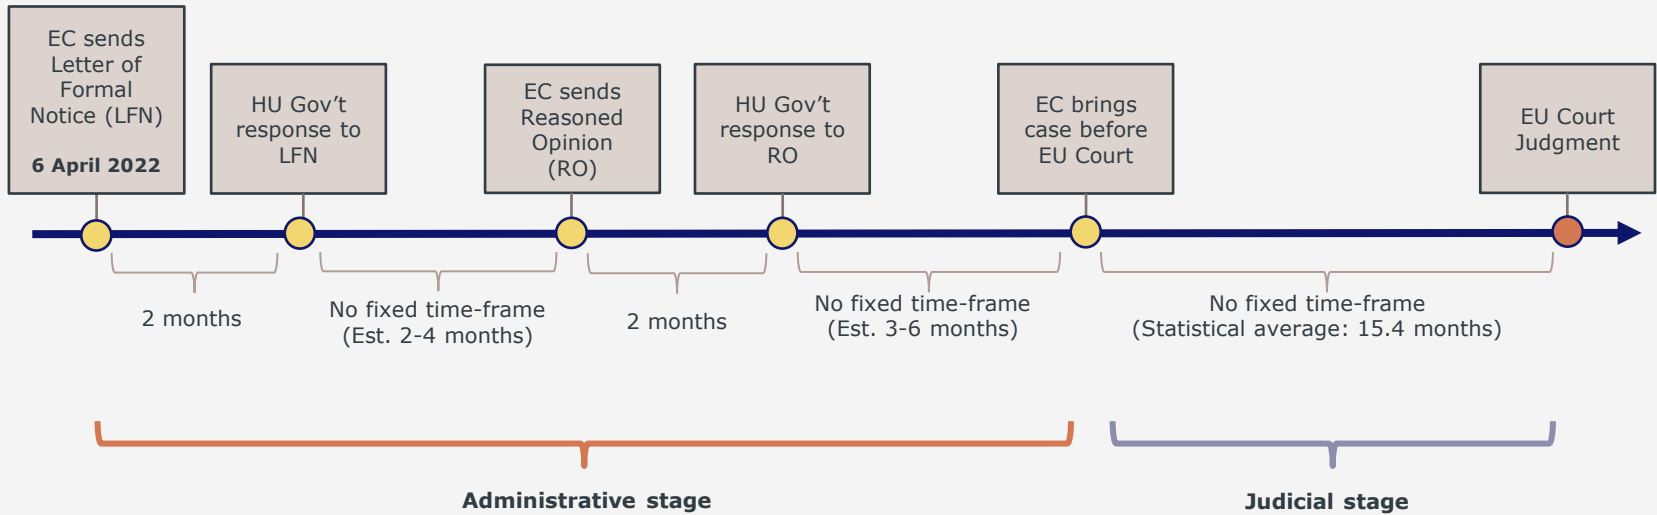 EC sends
Letter of
Formal
Notice (LFN)
6 April 2022
HU Gov’t
response to
LFN
EC sends
Reasoned
Opinion
(RO)
HU Gov’t
response to
RO
EC brings
case before
EU Court
EU Court
Judgment
2 months
No fixed time-frame
(Est. 2-4 months)
2 months
No fixed time-frame
(Est. 3-6 months)
No fixed time-frame
(Statistical average: 15.4 months)
Administrative stage
Judicial stage